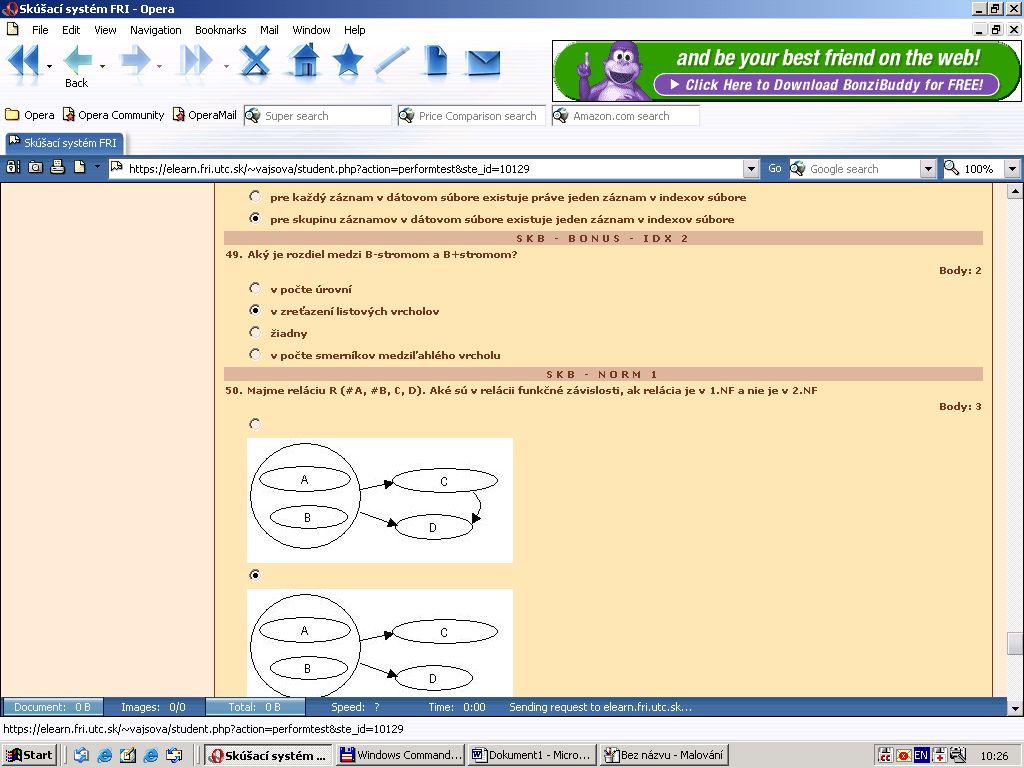 Skúšací systém FRI - Opera
File Edit View Navigation Bookmarks Mail Window Help
Back
and be your best friend on the web!
Click Here to Download BonziBuddy for FREE!
Opera Opera Community OperaMail Super search Price Comparison search Amazon.com search
Skúšací systém FRI
https://elearn.fri.utc.sk/~vajsova/student.php?action=performtest&ste_id=10129 Go Google search 100%
pre každý záznam v dátovom súbore existuje práve jeden záznam v indexov súbore
pre skupinu záznamov v dátovom súbore existuje jeden záznam v indexov súbore
SKB - BONUS - IDX 2
49. Aký je rozdiel medzi B-stromom a B+stromom?
Body: 2
v počte úrovní
v zreťazení listových vrcholov
žiadny
v počte smerníkov medziľahlého vrcholu
SKB - NORM 1
50. Majme reláciu R (#A, #B, C, D). Aké sú v relácii funkčné závislosti, ak relácia je v 1.NF a nie je v 2.NF
Body: 3
A C
B D
A C
B D
Document: 0 B Images: 0/0 Total: 0 B Speed: ? Time: 0:00 Sending request to elearn.fri.utc.sk...
https://elearn.fri.utc.sk/~vajsova/student.php?action=performtest&ste_id=10129
Start Skúšací systém ... Windows Command... Dokument1 - Micro... Bez názvu - Malování EN 10:26